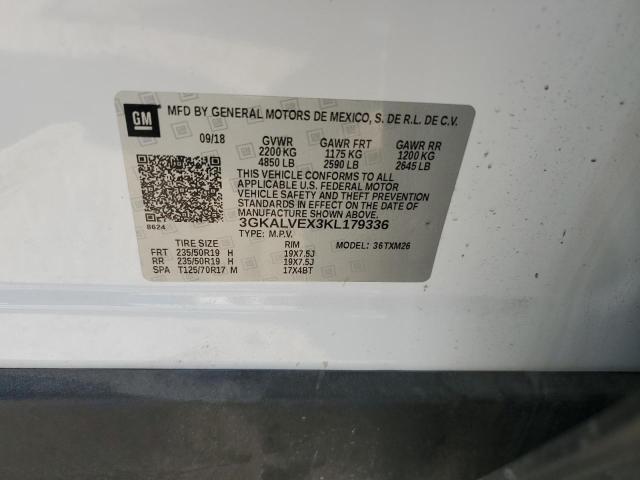 GM MFD BY GENERAL MOTORS DE MEXICO, S. DE R.L. DE C.V.
09/18 GVWR GAWR FRT GAWR RR
2200 KG 1175 KG 1200 KG
4850 LB 2590 LB 2645 LB
THIS VEHICLE CONFORMS TO ALL
APPLICABLE U.S. FEDERAL MOTOR
VEHICLE SAFETY AND THEFT PREVENTION
STANDARDS IN EFFECT ON THE DATE OF
MANUFACTURE SHOWN ABOVE.
8624 3GKALVEX3KL179336
TYPE: M.P.V. MODEL: 36TXM26
TIRE SIZE RIM
FRT 235/50R19 H 19X7.5J
RR 235/50R19 H 19X7.5J
SPA T125/70R17 M 17X4BT